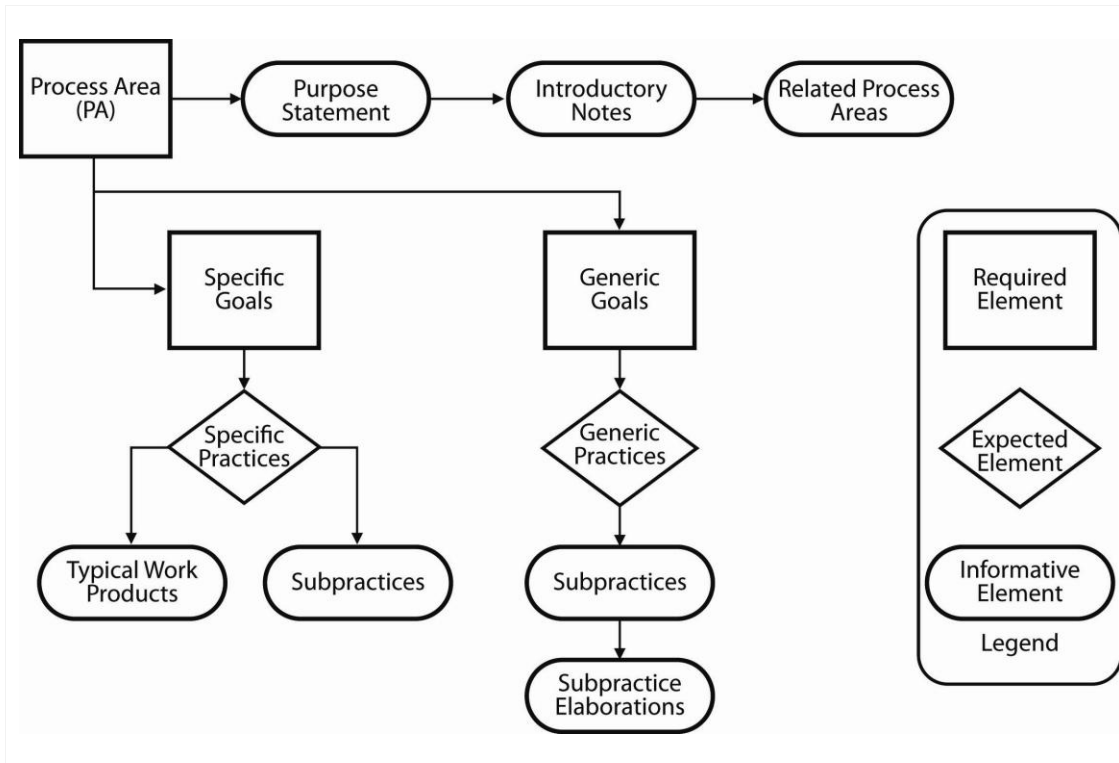 Process Area
(PA)
Purpose
Statement
Introductory
Notes
Related Process
Areas
Specific
Goals
Generic
Goals
Required
Element
Specific
Practices
Generic
Practices
Expected
Element
Typical Work
Products
Subpractices
Subpractices
Informative
Element
Legend
Subpractice
Elaborations